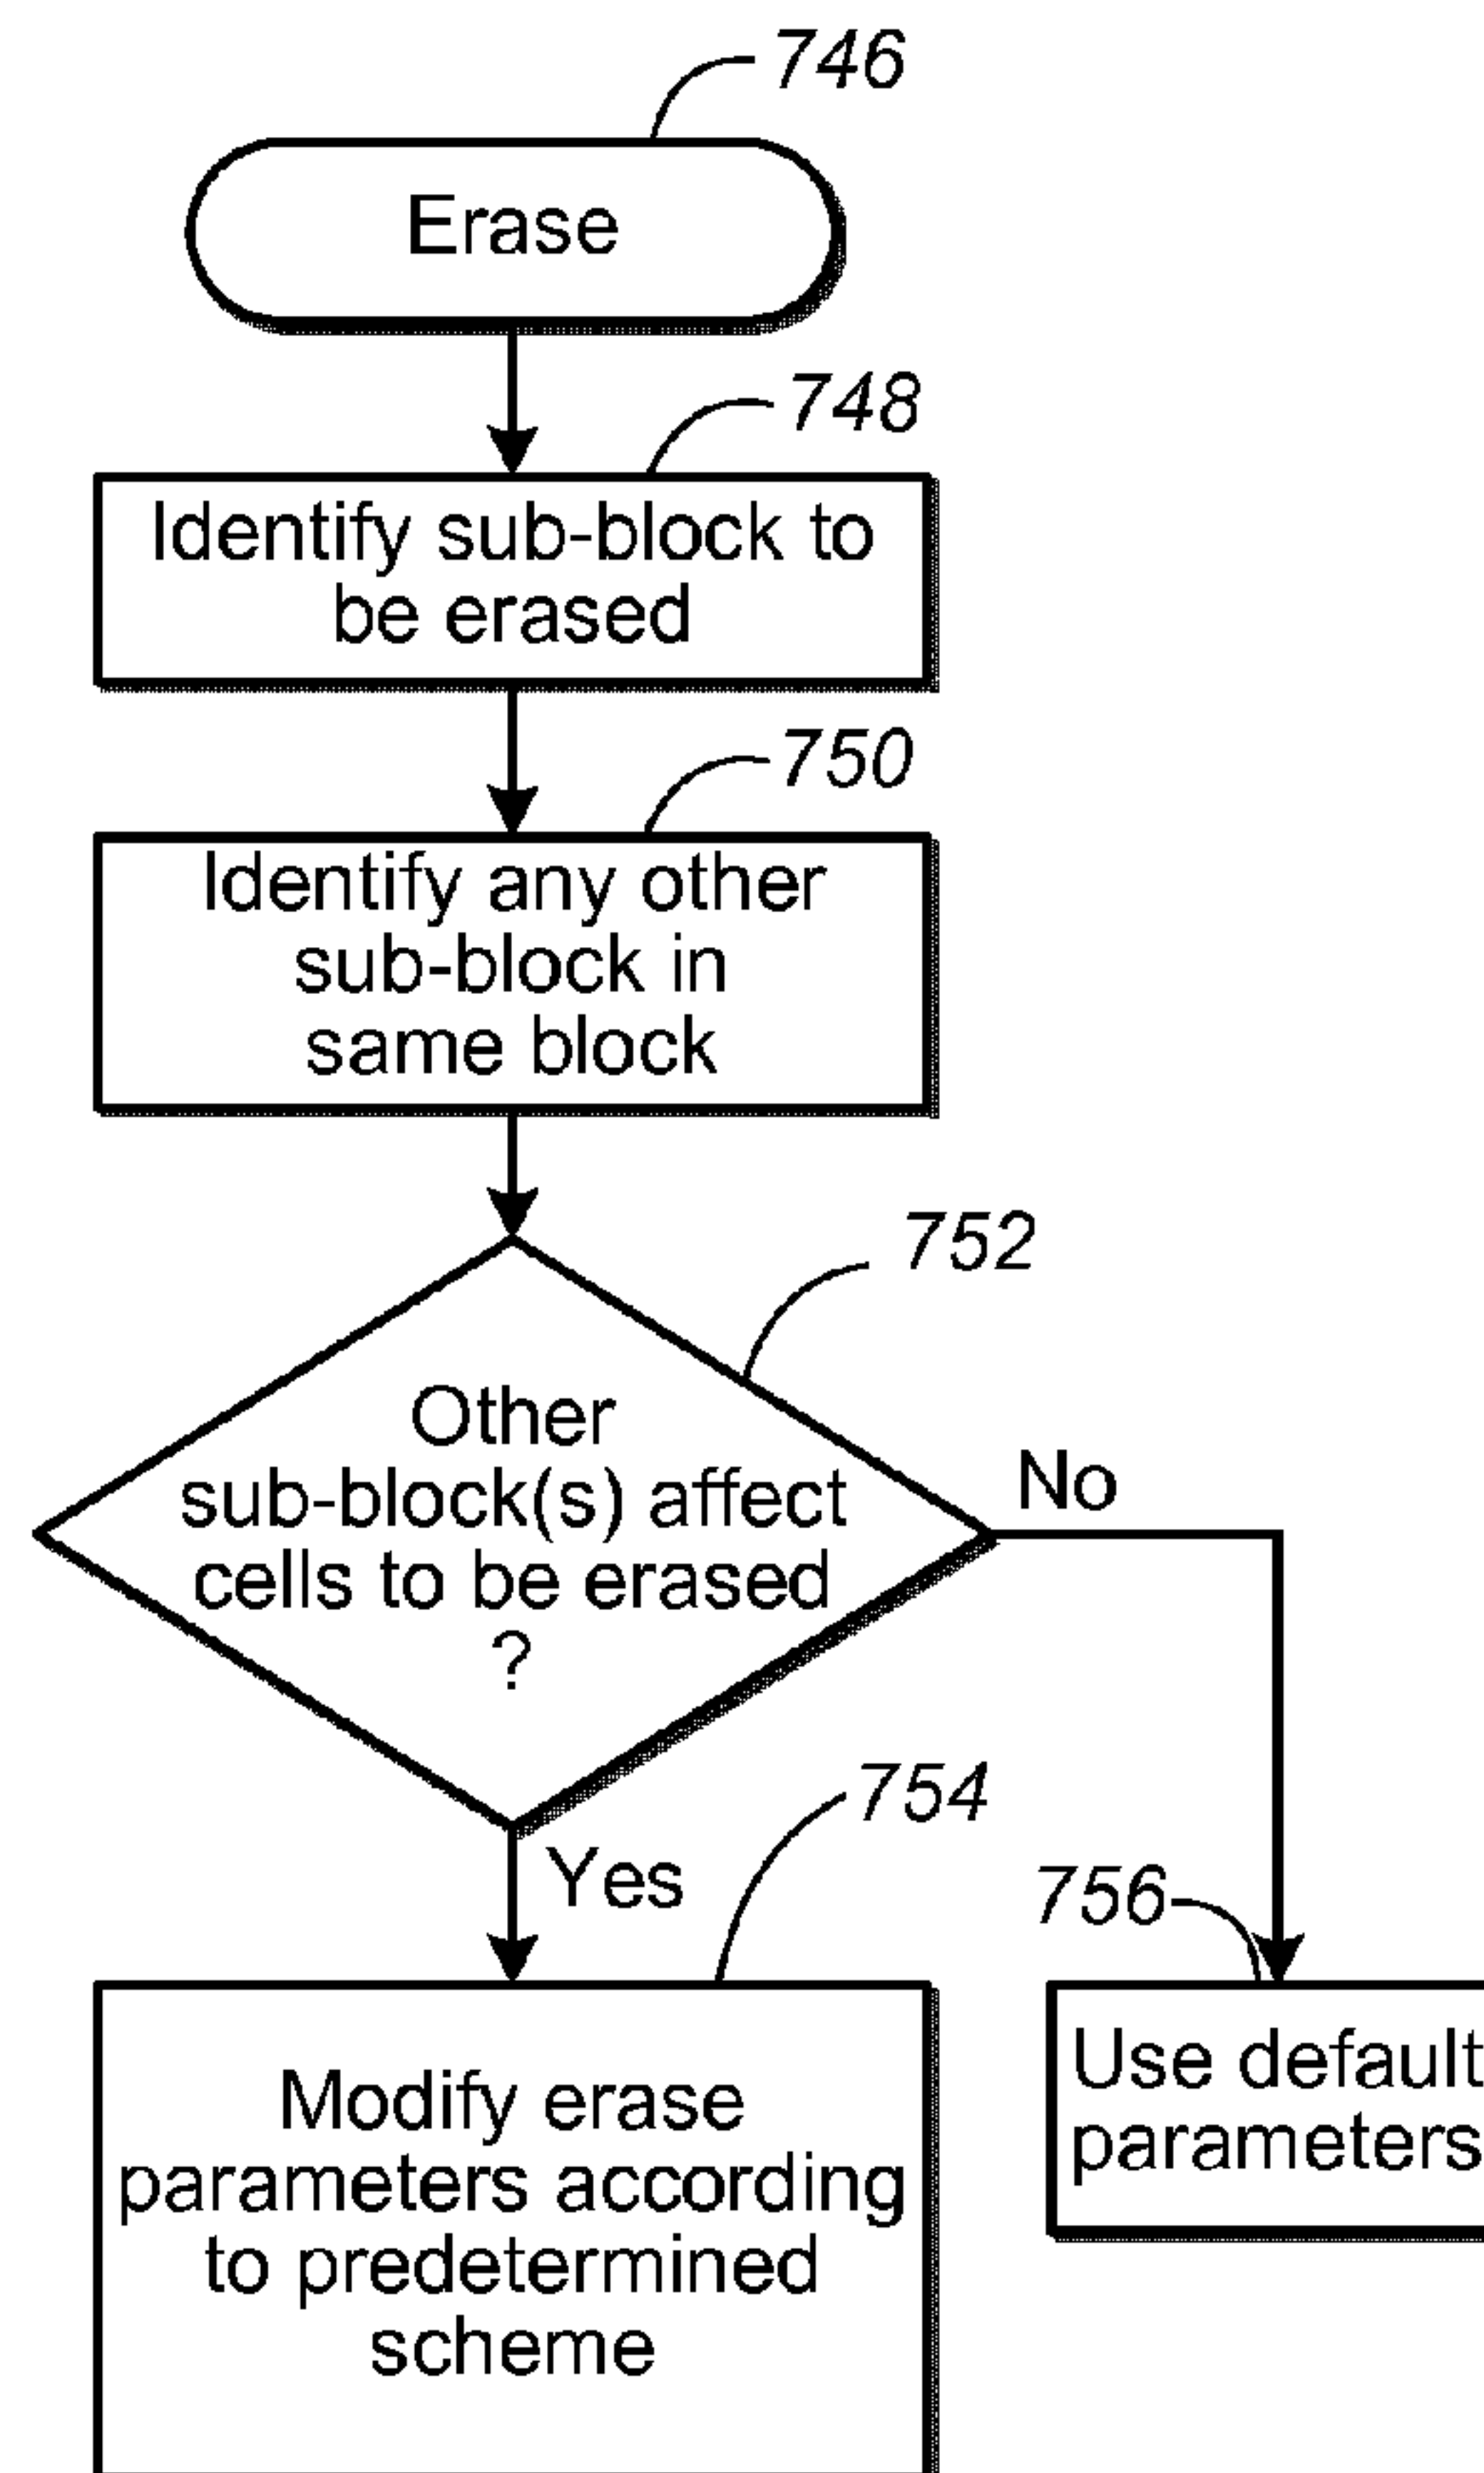 746
Erase
748
Identify sub-block to
be erased
750
Identify any other
sub-block in
same block
752
Other
sub-block(s) affect
cells to be erased
?
No
Yes
754
756
Modify erase
parameters according
to predetermined
scheme
Use default
parameters